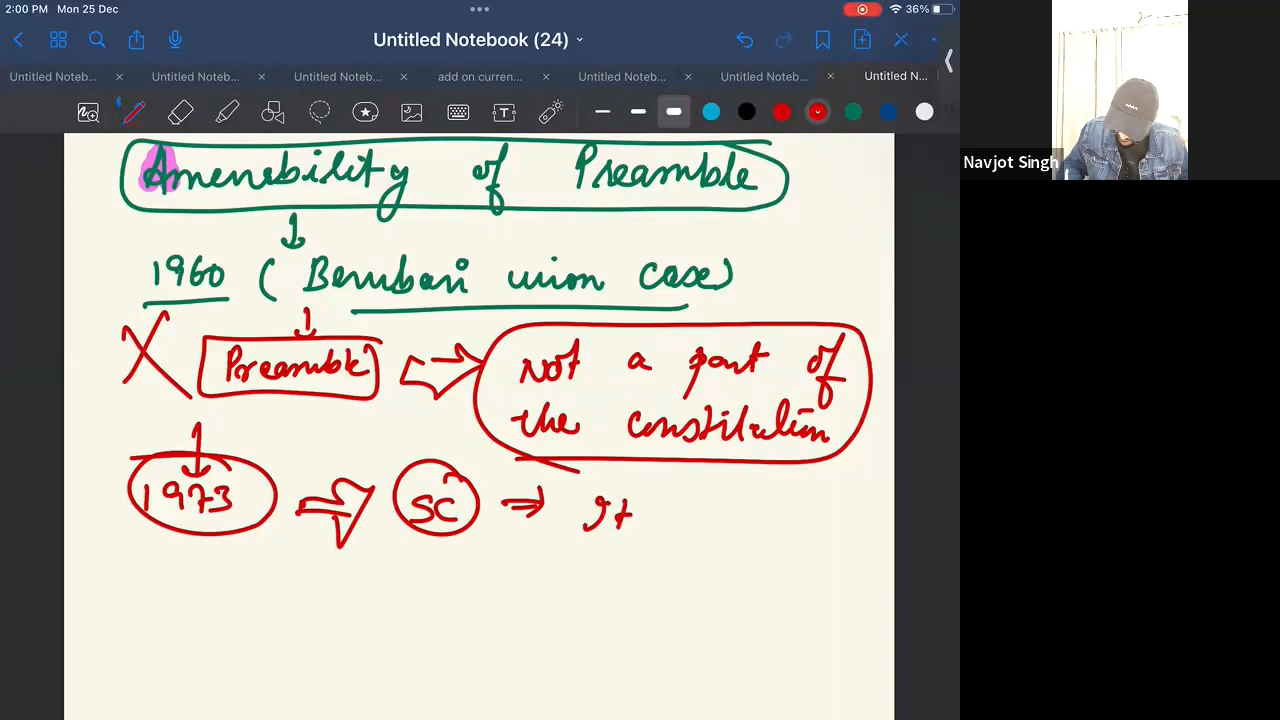 2:00 PM Mon 25 Dec
36%
Untitled Notebook (24)
Untitled Noteb...
Untitled Noteb...
Untitled Noteb...
add on curren...
Untitled Noteb...
Untitled Noteb...
Untitled N...
Amenebility of Preamble
1960 (Berubari union case)
X Preamble Not a part of
the constitution
1973 SC It
Navjot Singh